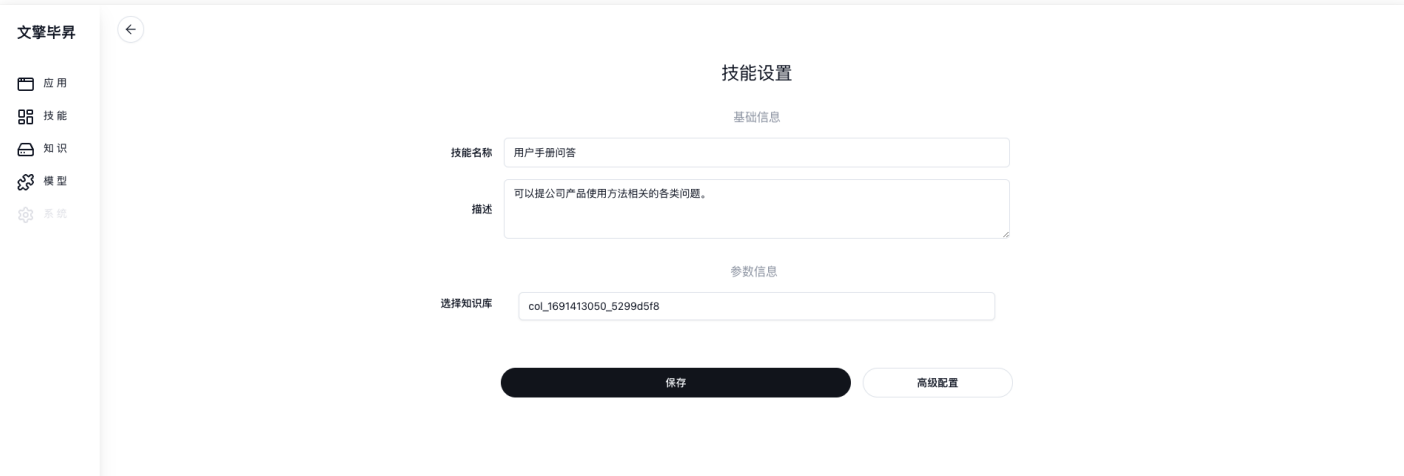 文擎毕昇
应用
技能
知识
模型
系统
技能设置
基础信息
技能名称
用户手册问答
描述
可以提公司产品使用方法相关的各类问题。
参数信息
选择知识库
col_1691413050_5299d5f8
保存
高级配置